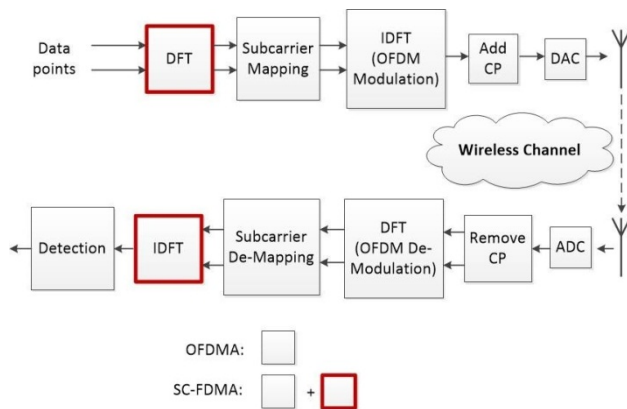 Data
points
DFT
Subcarrier
Mapping
IDFT
(OFDM
Modulation)
Add
CP
DAC
Wireless Channel
Detection
IDFT
Subcarrier
De-Mapping
DFT
(OFDM De-
Modulation)
Remove
CP
ADC
OFDMA:
SC-FDMA:
+